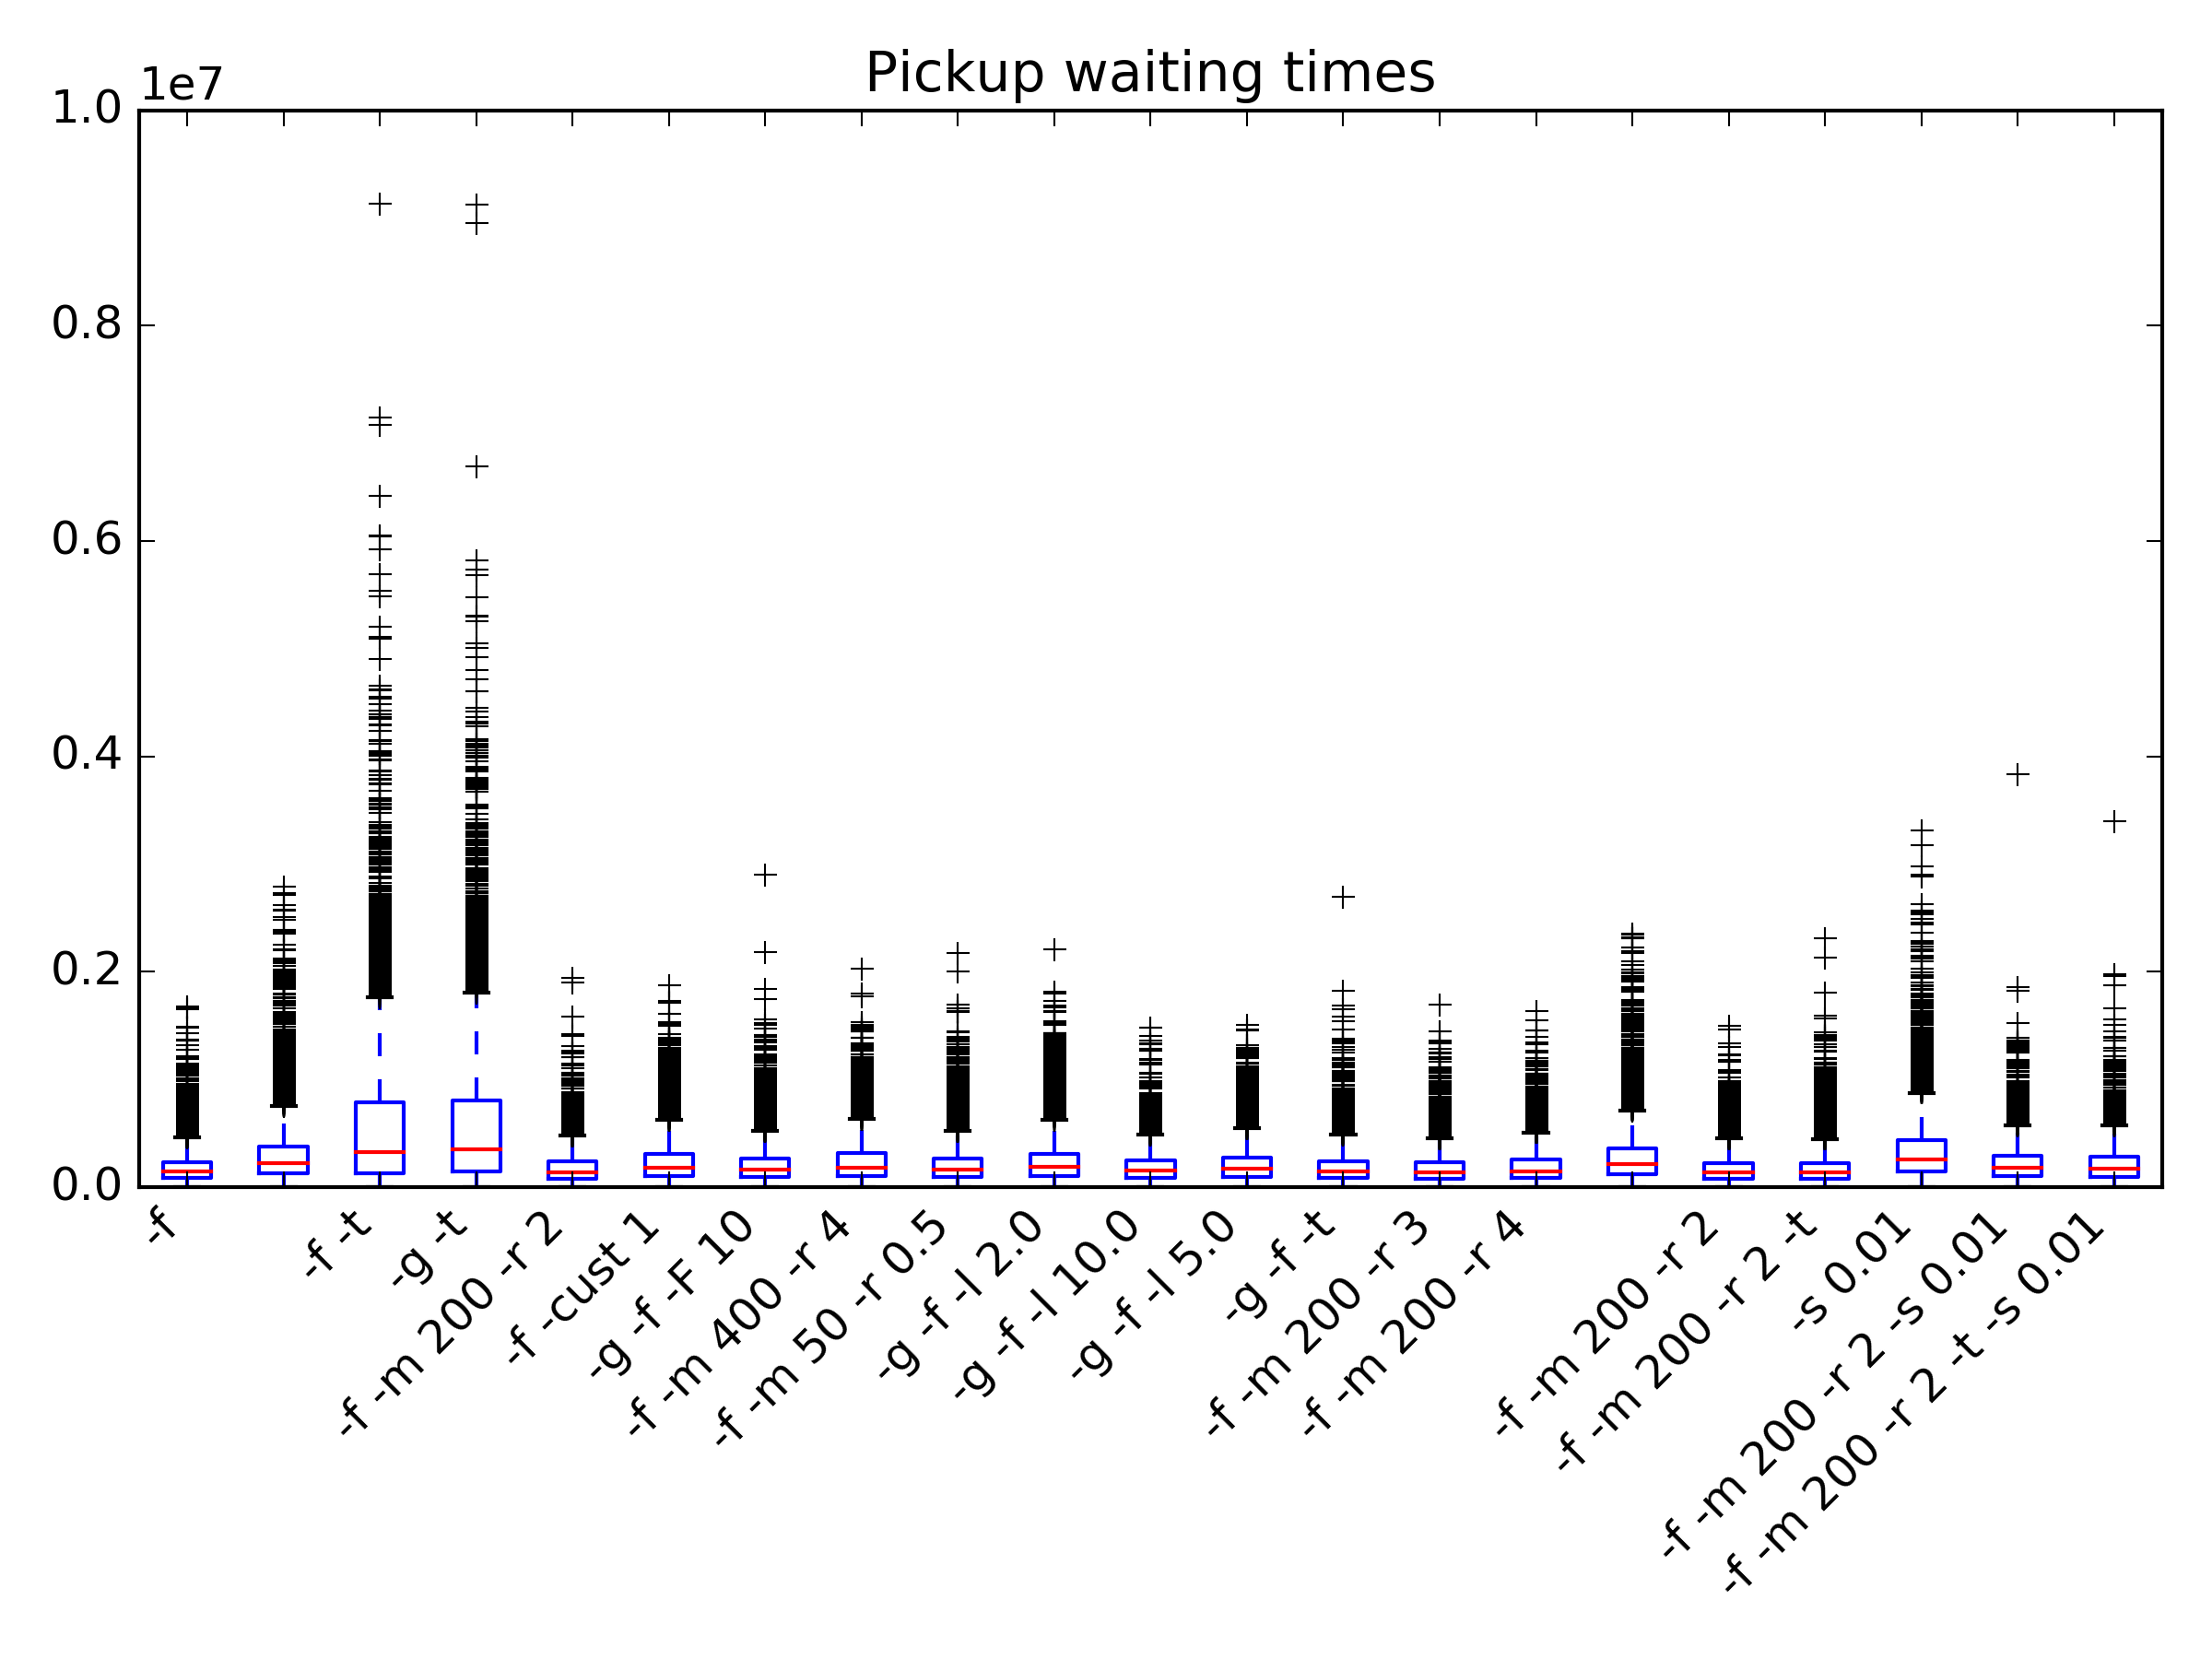 Pickup waiting times
1e7
1.0
0.8
0.6
0.4
0.2
0.0
-f
-f -t
-g -t
-f -m 200 -r 2
-f -cust 1
-g -f -F 10
-f -m 400 -r 4
-f -m 50 -r 0.5
-g -f -l 2.0
-g -f -l 10.0
-g -f -l 5.0
-g -f -t
-f -m 200 -r 3
-f -m 200 -r 4
-f -m 200 -r 2
-f -m 200 -r 2 -t
-s 0.01
-f -m 200 -r 2 -s 0.01
-f -m 200 -r 2 -t -s 0.01